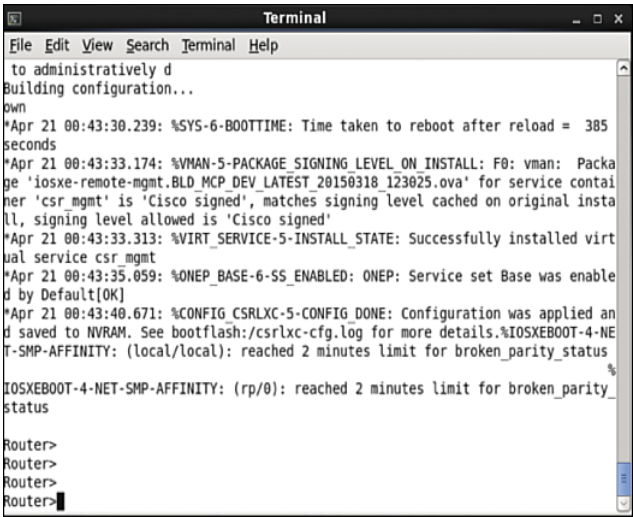 Terminal
File Edit View Search Terminal Help
to administratively d
Building configuration...
own
*Apr 21 00:43:30.239: %SYS-6-BOOTTIME: Time taken to reboot after reload =  385
seconds
*Apr 21 00:43:33.174: %VMAN-5-PACKAGE_SIGNING_LEVEL_ON_INSTALL: F0: vman:  Packa
ge 'iosxe-remote-mgmt.BLD_MCP_DEV_LATEST_20150318_123025.ova' for service contai
ner 'csr_mgmt' is 'Cisco signed', matches signing level cached on original insta
ll, signing level allowed is 'Cisco signed'
*Apr 21 00:43:33.313: %VIRT_SERVICE-5-INSTALL_STATE: Successfully installed virt
ual service csr_mgmt
*Apr 21 00:43:35.059: %ONEP_BASE-6-SS_ENABLED: ONEP: Service set Base was enable
d by Default[OK]
*Apr 21 00:43:40.671: %CONFIG_CSRLXC-5-CONFIG_DONE: Configuration was applied an
d saved to NVRAM. See bootflash:/csrlxc-cfg.log for more details.%IOSXEBOOT-4-NE
T-SMP-AFFINITY: (local/local): reached 2 minutes limit for broken_parity_status
%
IOSXEBOOT-4-NET-SMP-AFFINITY: (rp/0): reached 2 minutes limit for broken_parity_
status
Router>
Router>
Router>
Router>